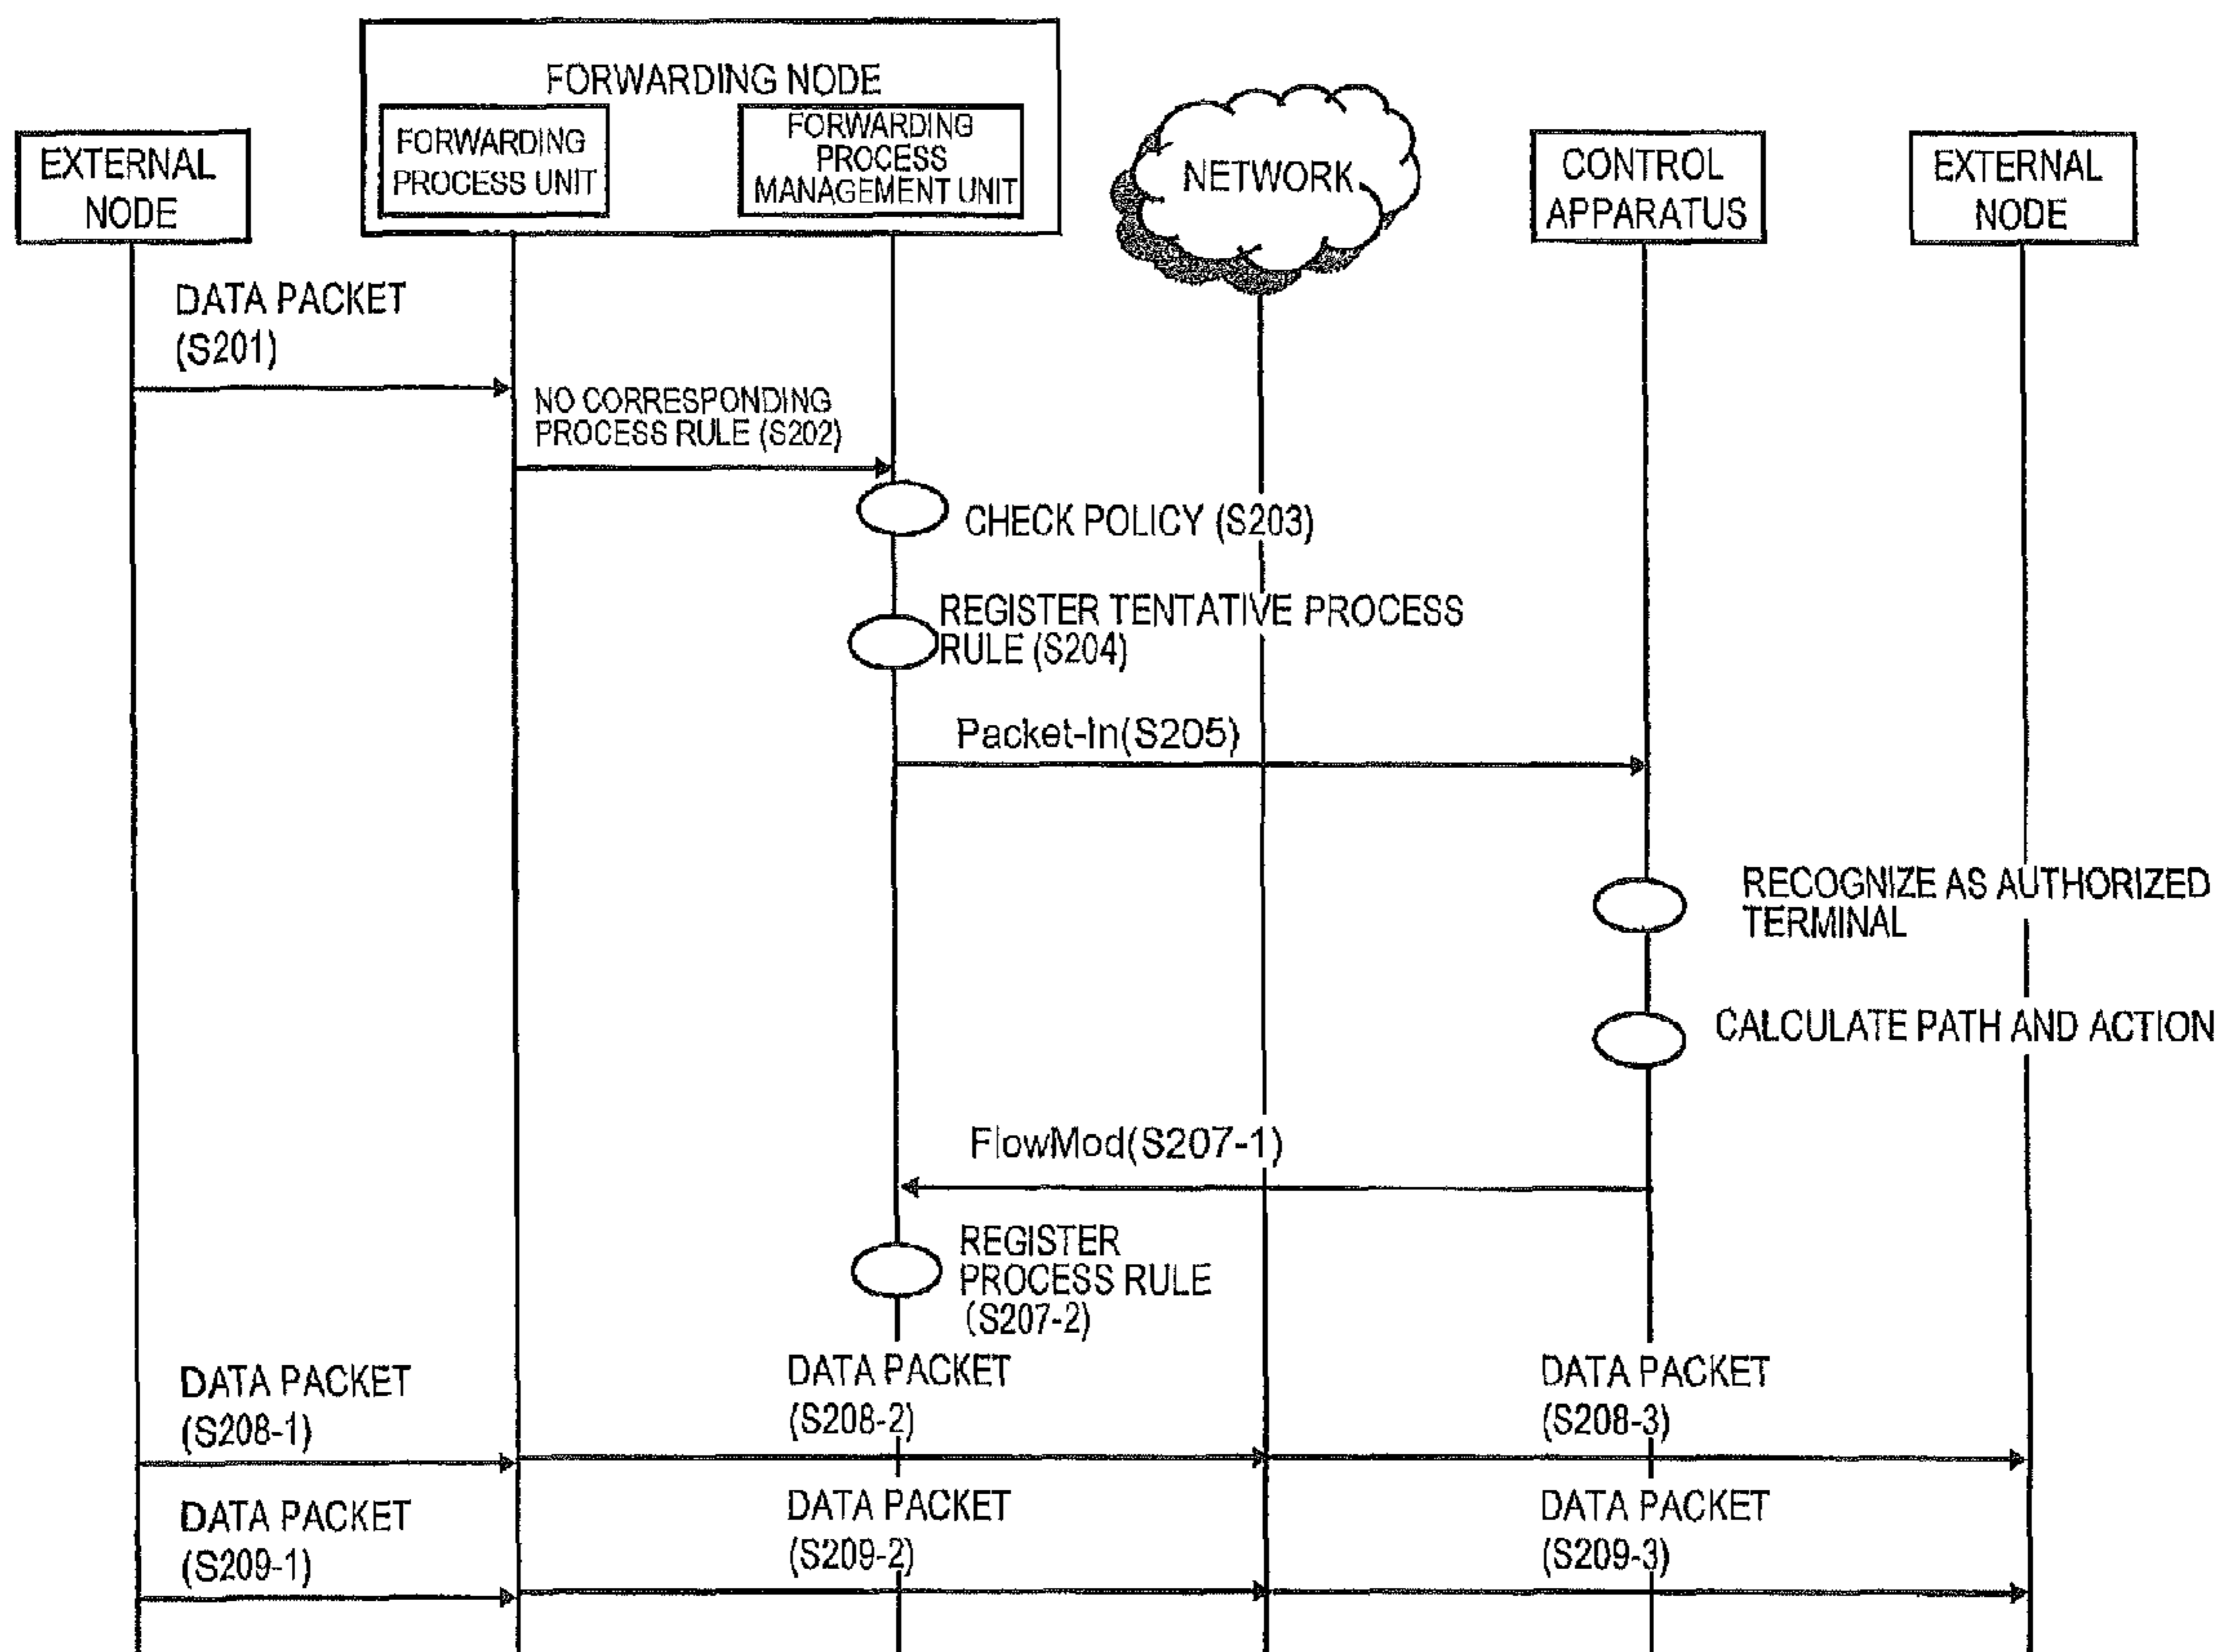 FORWARDING NODE
EXTERNAL
NODE
FORWARDING
PROCESS UNIT
FORWARDING
PROCESS
MANAGEMENT UNIT
NETWORK
CONTROL
APPARATUS
EXTERNAL
NODE
DATA PACKET
(S201)
NO CORRESPONDING
PROCESS RULE (S202)
CHECK POLICY (S203)
REGISTER TENTATIVE PROCESS
RULE (S204)
Packet-In(S205)
RECOGNIZE AS AUTHORIZED
TERMINAL
CALCULATE PATH AND ACTION
FlowMod(S207-1)
REGISTER
PROCESS RULE
(S207-2)
DATA PACKET
(S208-1)
DATA PACKET
(S208-2)
DATA PACKET
(S208-3)
DATA PACKET
(S209-1)
DATA PACKET
(S209-2)
DATA PACKET
(S209-3)